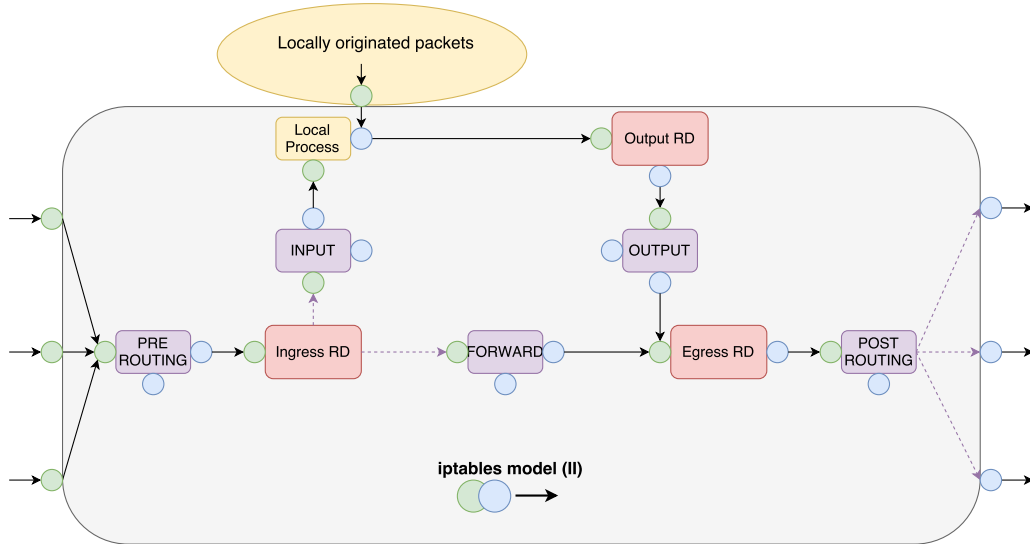 Locally originated packets
Local
Process
Output RD
INPUT
OUTPUT
PRE
ROUTING
Ingress RD
FORWARD
Egress RD
POST
ROUTING
iptables model (II)